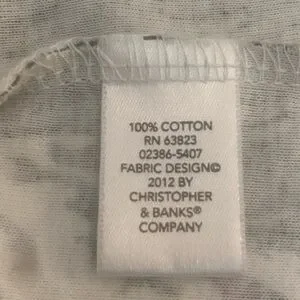 100% COTTON
RN 63823
02386-5407
FABRIC DESIGN©
2012 BY
CHRISTOPHER
& BANKS®
COMPANY